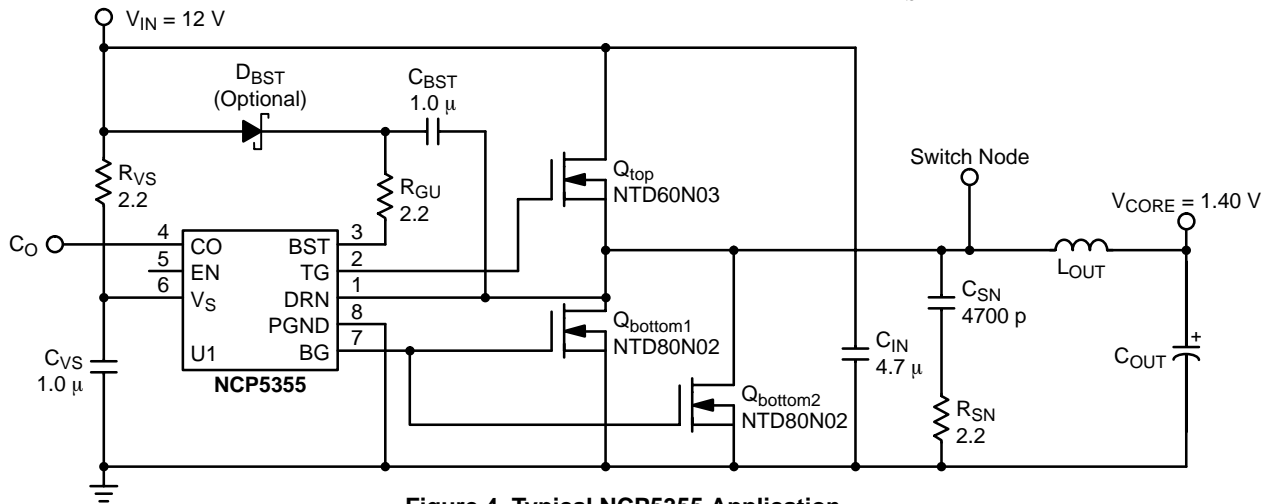 V_IN = 12 V
D_BST
(Optional)
C_BST
1.0 μ
R_VS
2.2
R_GU
2.2
Q_top
NTD60N03
Switch Node
V_CORE = 1.40 V
C_O
4
CO
BST
3
5
EN
TG
2
6
V_S
DRN
1
PGND
8
U1
BG
7
NCP5355
C_VS
1.0 μ
Q_bottom1
NTD80N02
Q_bottom2
NTD80N02
C_IN
4.7 μ
C_SN
4700 p
R_SN
2.2
L_OUT
C_OUT
+
Figure 4. Typical NCP5355 Application